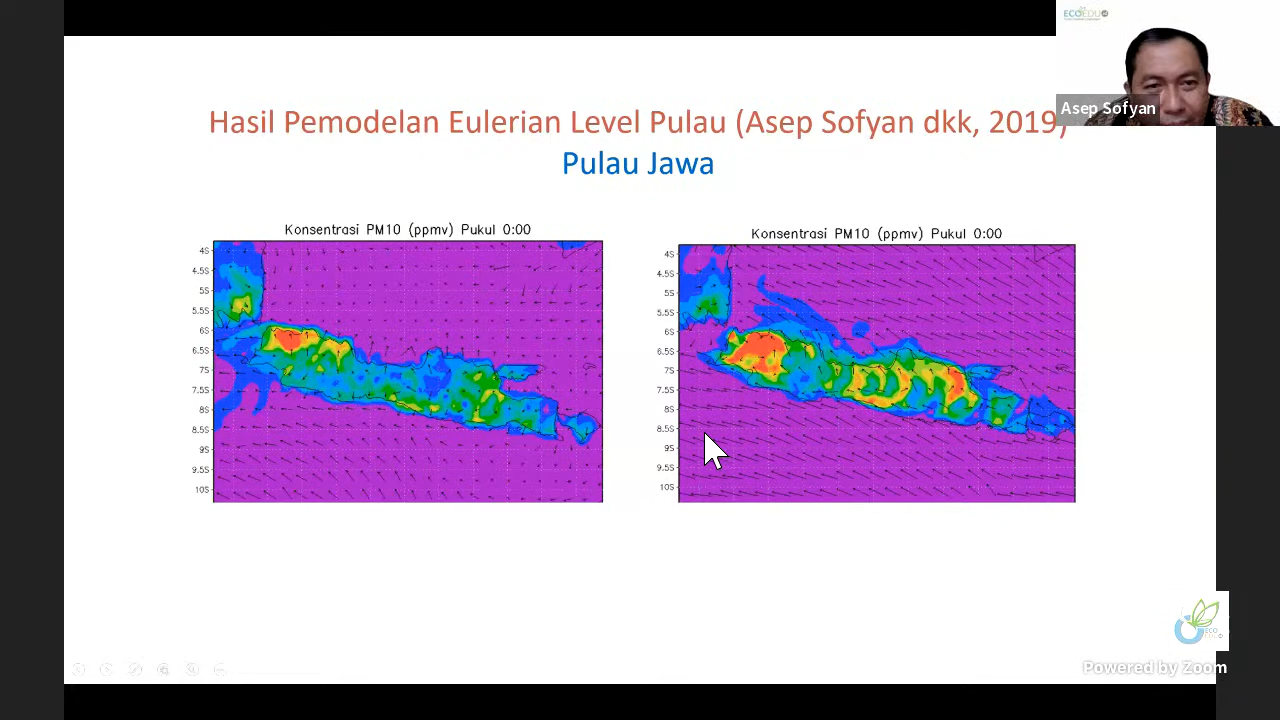 ECOEDU
Asep Sofyan
Hasil Pemodelan Eulerian Level Pulau (Asep Sofyan dkk, 2019)
Pulau Jawa
Konsentrasi PM10 (ppmv) Pukul 0:00
4S
4.5S
5S
5.5S
6S
6.5S
7S
7.5S
8S
8.5S
9S
9.5S
10S
Konsentrasi PM10 (ppmv) Pukul 0:00
4S
4.5S
5S
5.5S
6S
6.5S
7S
7.5S
8S
8.5S
9S
9.5S
10S
ECO
EDU
Powered by Zoom